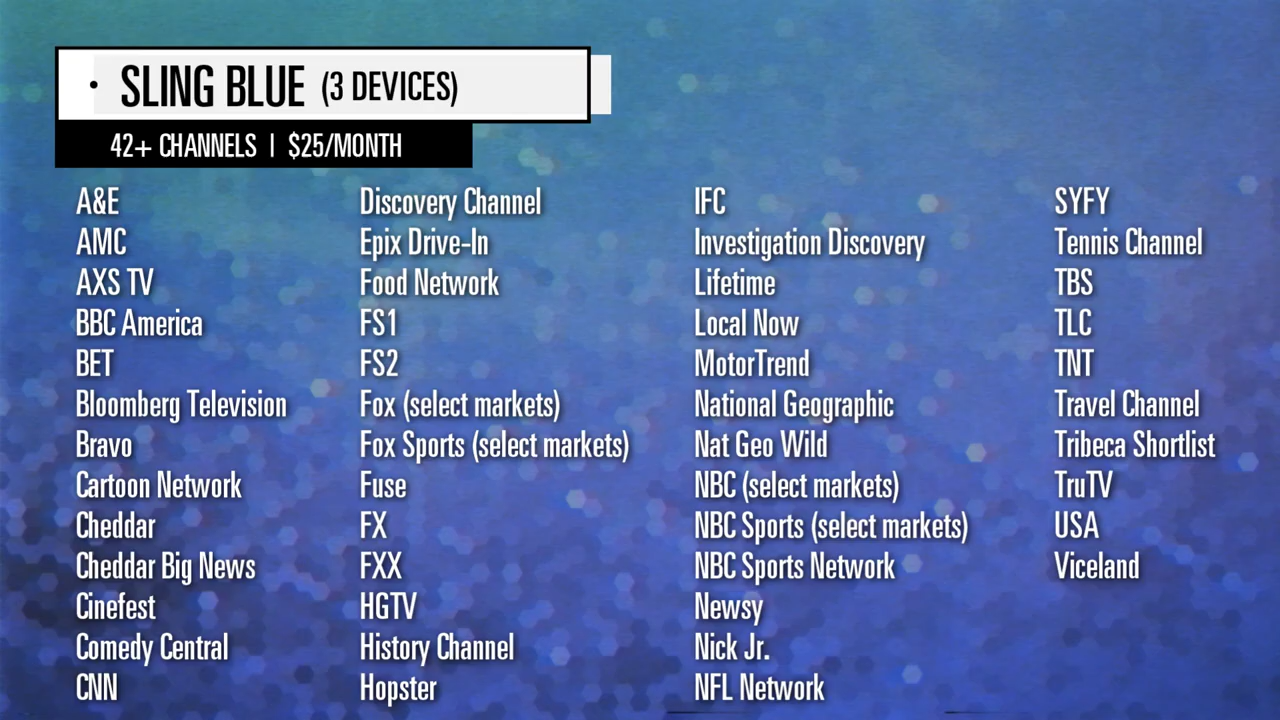 • SLING BLUE (3 DEVICES)
42+ CHANNELS | $25/MONTH
A&E
AMC
AXS TV
BBC America
BET
Bloomberg Television
Bravo
Cartoon Network
Cheddar
Cheddar Big News
Cinefest
Comedy Central
CNN
Discovery Channel
Epix Drive-In
Food Network
FS1
FS2
Fox (select markets)
Fox Sports (select markets)
Fuse
FX
FXX
HGTV
History Channel
Hopster
IFC
Investigation Discovery
Lifetime
Local Now
MotorTrend
National Geographic
Nat Geo Wild
NBC (select markets)
NBC Sports (select markets)
NBC Sports Network
Newsy
Nick Jr.
NFL Network
SYFY
Tennis Channel
TBS
TLC
TNT
Travel Channel
Tribeca Shortlist
TruTV
USA
Viceland